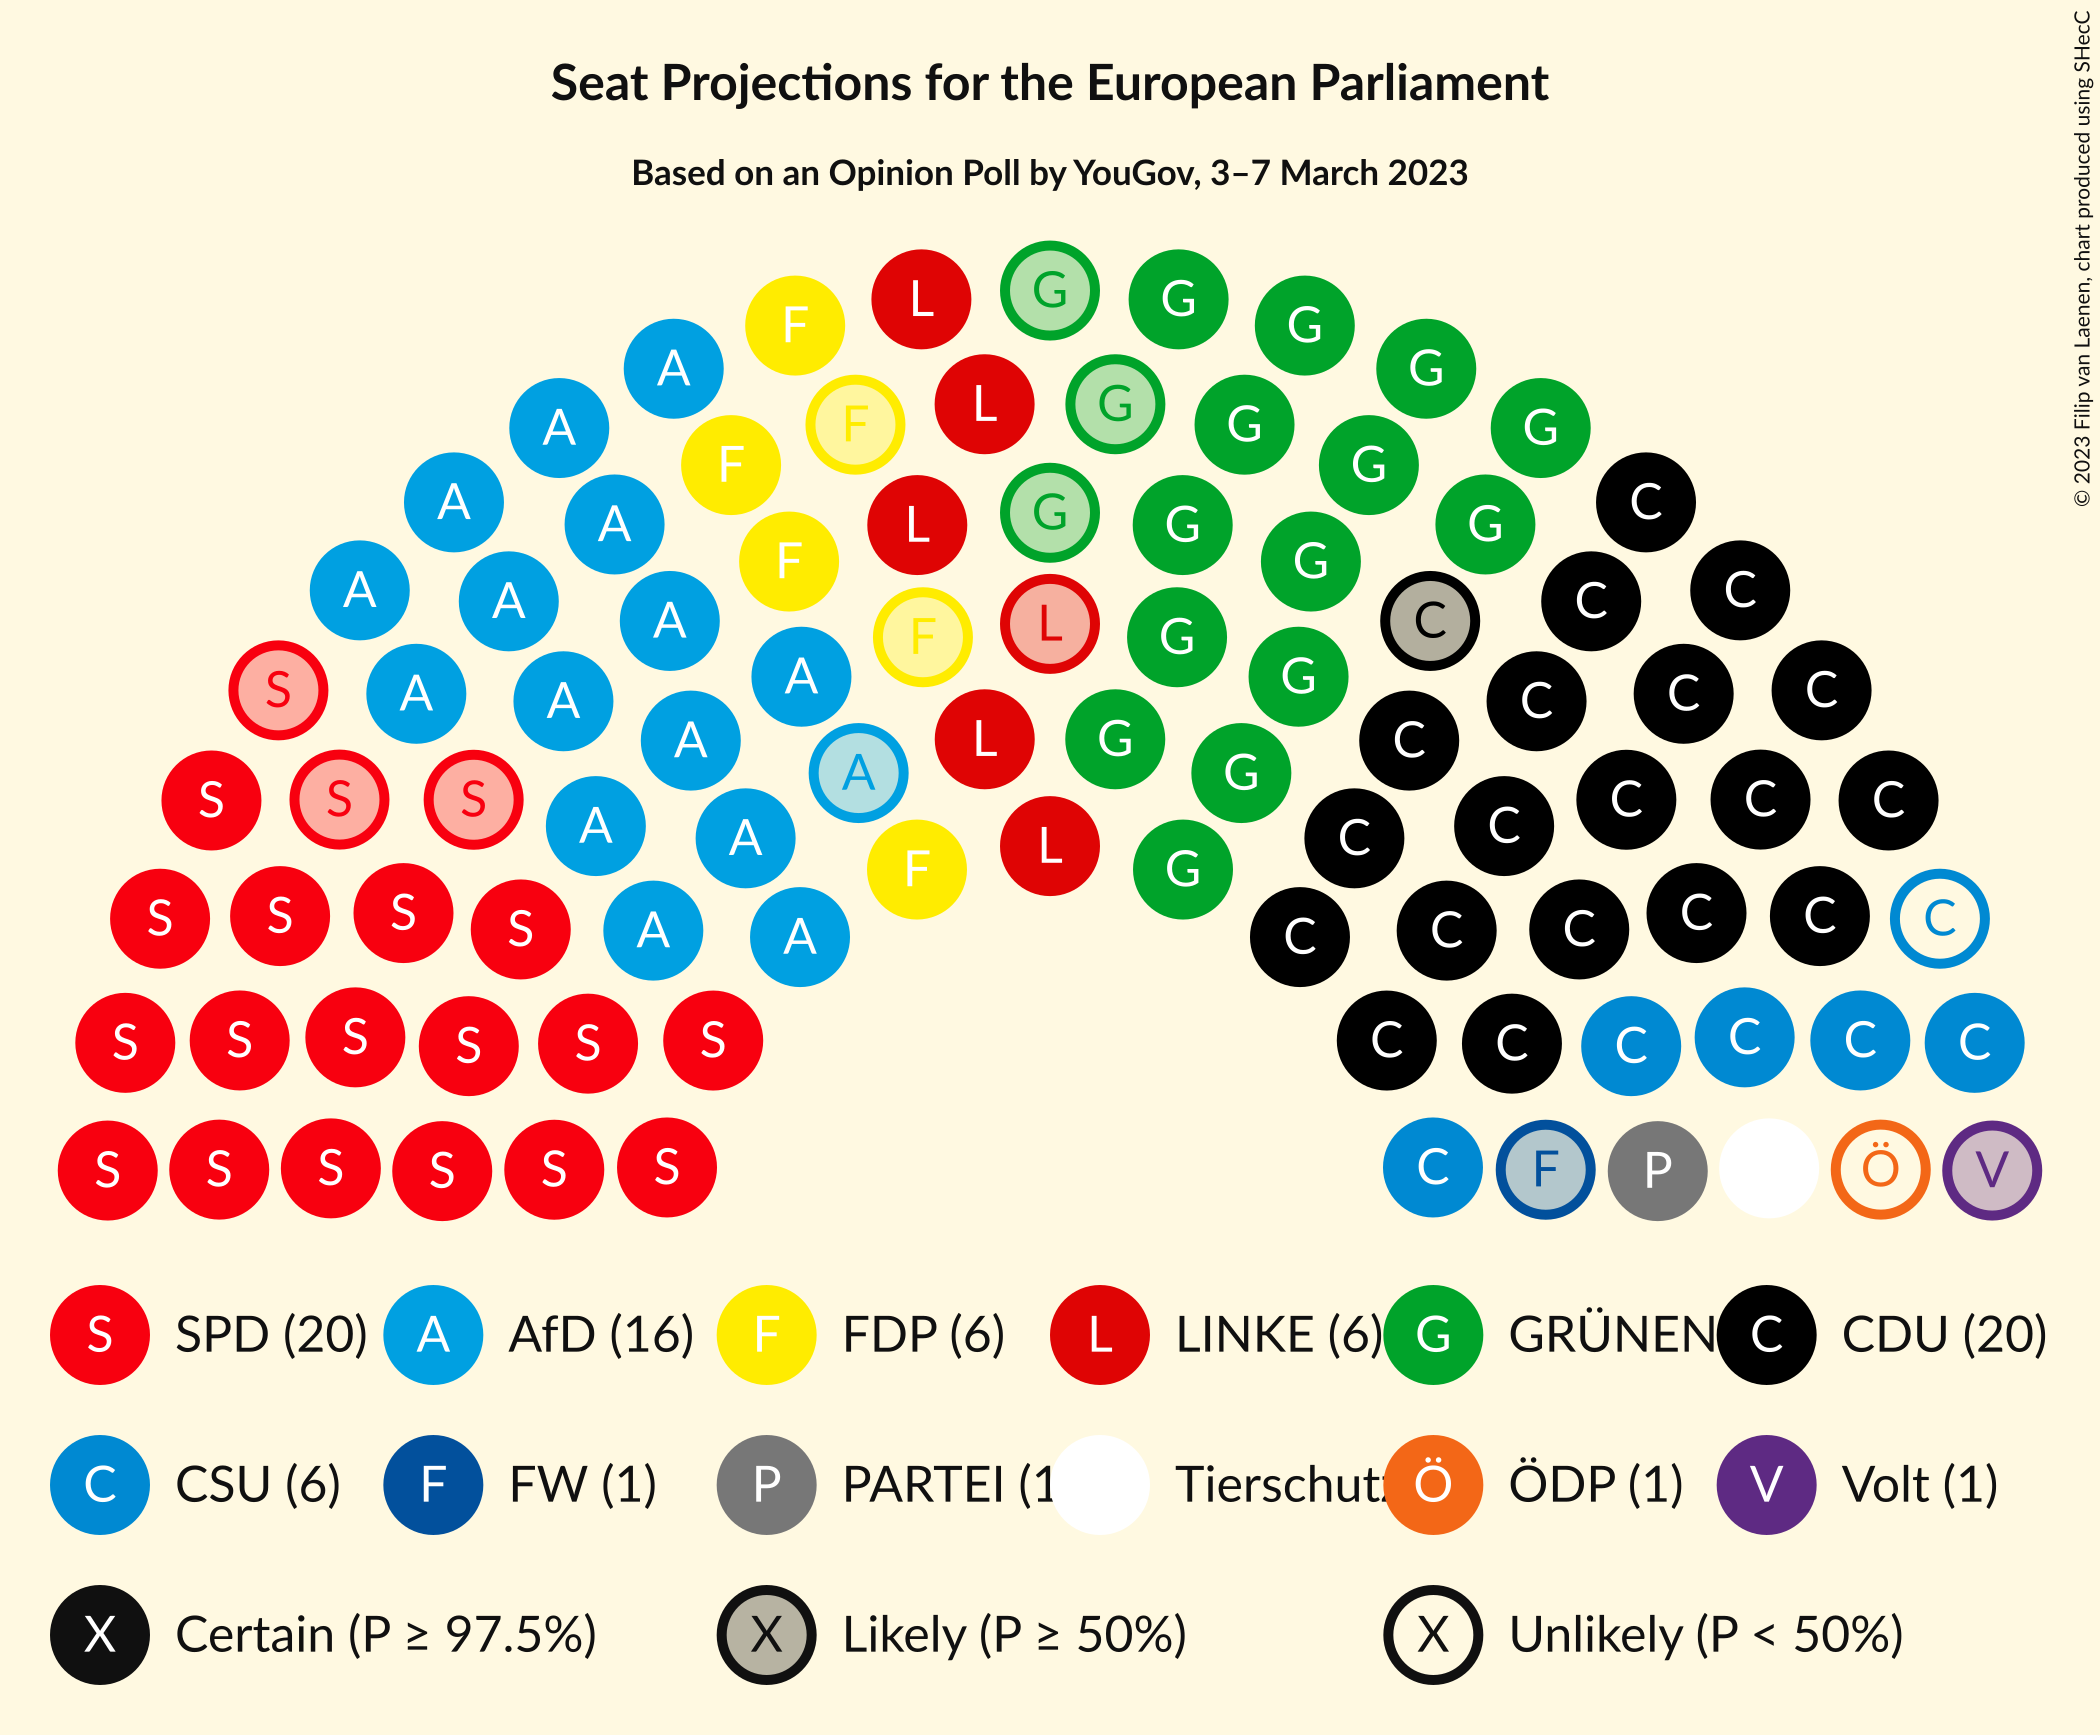 Seat Projections for the European Parliament
Based on an Opinion Poll by YouGov, 3–7 March 2023
© 2023 Filip van Laenen, chart produced using SHecC
G
L G
F G
A G
L G
A F G G
A G C
F G
L G
A A G G
F G
A A C C
L
F G
A A G C
S A A G C C
A C
A C
L G
A G
S S S A C C C
A C
L
F G
S S S S A A C C C C C C
S S S S S S C C C C C C
S S S S S S C F P Ö V
S SPD (20) A AfD (16) F FDP (6) L LINKE (6) G GRÜNEN C CDU (20)
C CSU (6) F FW (1) P PARTEI (1 Tierschutz Ö ÖDP (1) V Volt (1)
X Certain (P ≥ 97.5%) X Likely (P ≥ 50%) X Unlikely (P < 50%)